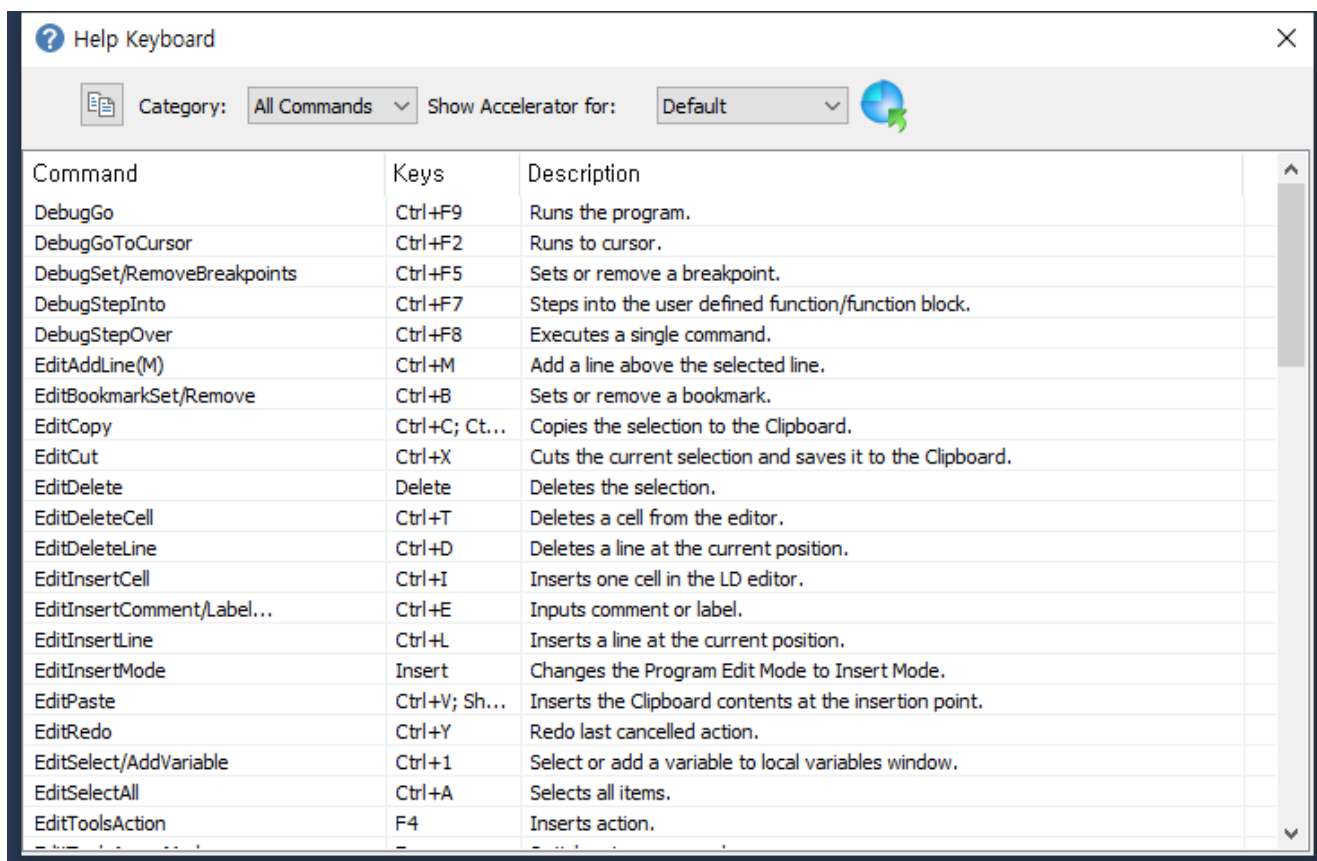 Help Keyboard
Category: All Commands Show Accelerator for: Default
Command Keys Description
DebugGo Ctrl+F9 Runs the program.
DebugGoToCursor Ctrl+F2 Runs to cursor.
DebugSet/RemoveBreakpoints Ctrl+F5 Sets or remove a breakpoint.
DebugStepInto Ctrl+F7 Steps into the user defined function/function block.
DebugStepOver Ctrl+F8 Executes a single command.
EditAddLine(M) Ctrl+M Add a line above the selected line.
EditBookmarkSet/Remove Ctrl+B Sets or remove a bookmark.
EditCopy Ctrl+C; Ct... Copies the selection to the Clipboard.
EditCut Ctrl+X Cuts the current selection and saves it to the Clipboard.
EditDelete Delete Deletes the selection.
EditDeleteCell Ctrl+T Deletes a cell from the editor.
EditDeleteLine Ctrl+D Deletes a line at the current position.
EditInsertCell Ctrl+I Inserts one cell in the LD editor.
EditInsertComment/Label... Ctrl+E Inputs comment or label.
EditInsertLine Ctrl+L Inserts a line at the current position.
EditInsertMode Insert Changes the Program Edit Mode to Insert Mode.
EditPaste Ctrl+V; Sh... Inserts the Clipboard contents at the insertion point.
EditRedo Ctrl+Y Redo last cancelled action.
EditSelect/AddVariable Ctrl+1 Select or add a variable to local variables window.
EditSelectAll Ctrl+A Selects all items.
EditToolsAction F4 Inserts action.